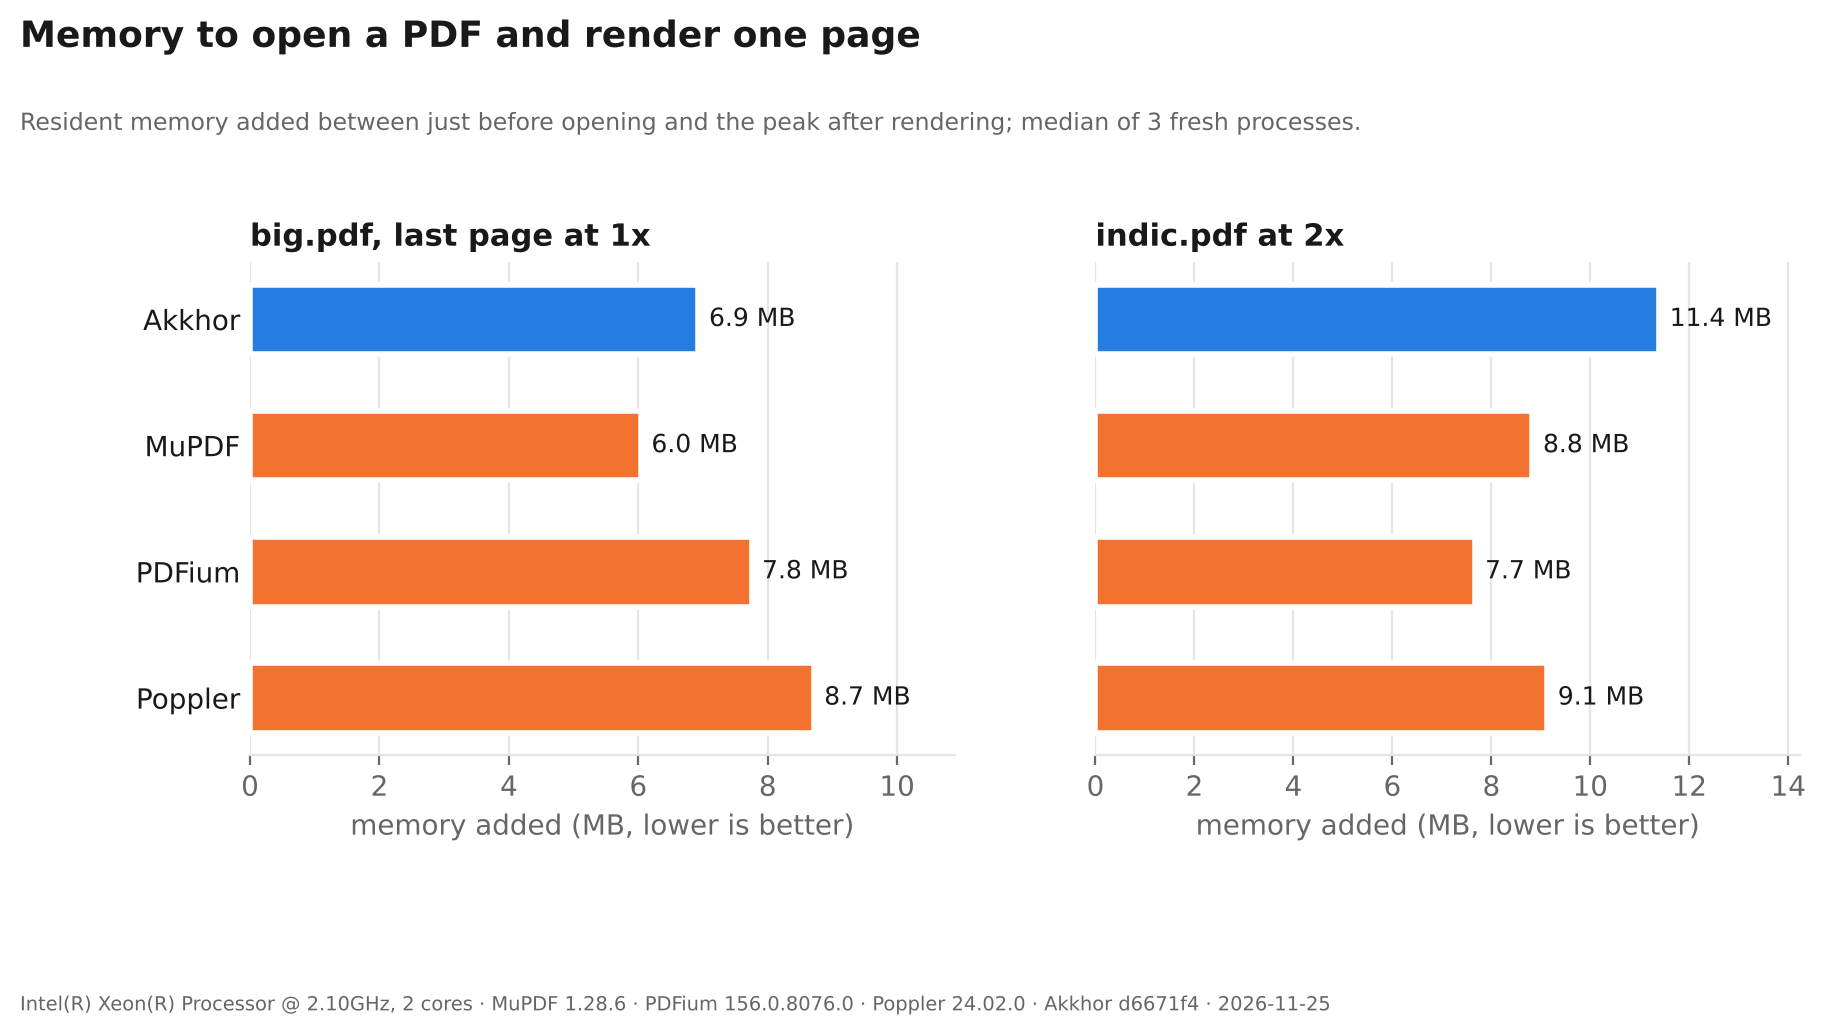 Memory to open a PDF and render one page
Resident memory added between just before opening and the peak after rendering; median of 3 fresh processes.
big.pdf, last page at 1x
Akkhor
6.9 MB
MuPDF
6.0 MB
PDFium
7.8 MB
Poppler
8.7 MB
0 2 4 6 8 10
memory added (MB, lower is better)
indic.pdf at 2x
11.4 MB
8.8 MB
7.7 MB
9.1 MB
0 2 4 6 8 10 12 14
memory added (MB, lower is better)
Intel(R) Xeon(R) Processor @ 2.10GHz, 2 cores · MuPDF 1.28.6 · PDFium 156.0.8076.0 · Poppler 24.02.0 · Akkhor d6671f4 · 2026-11-25